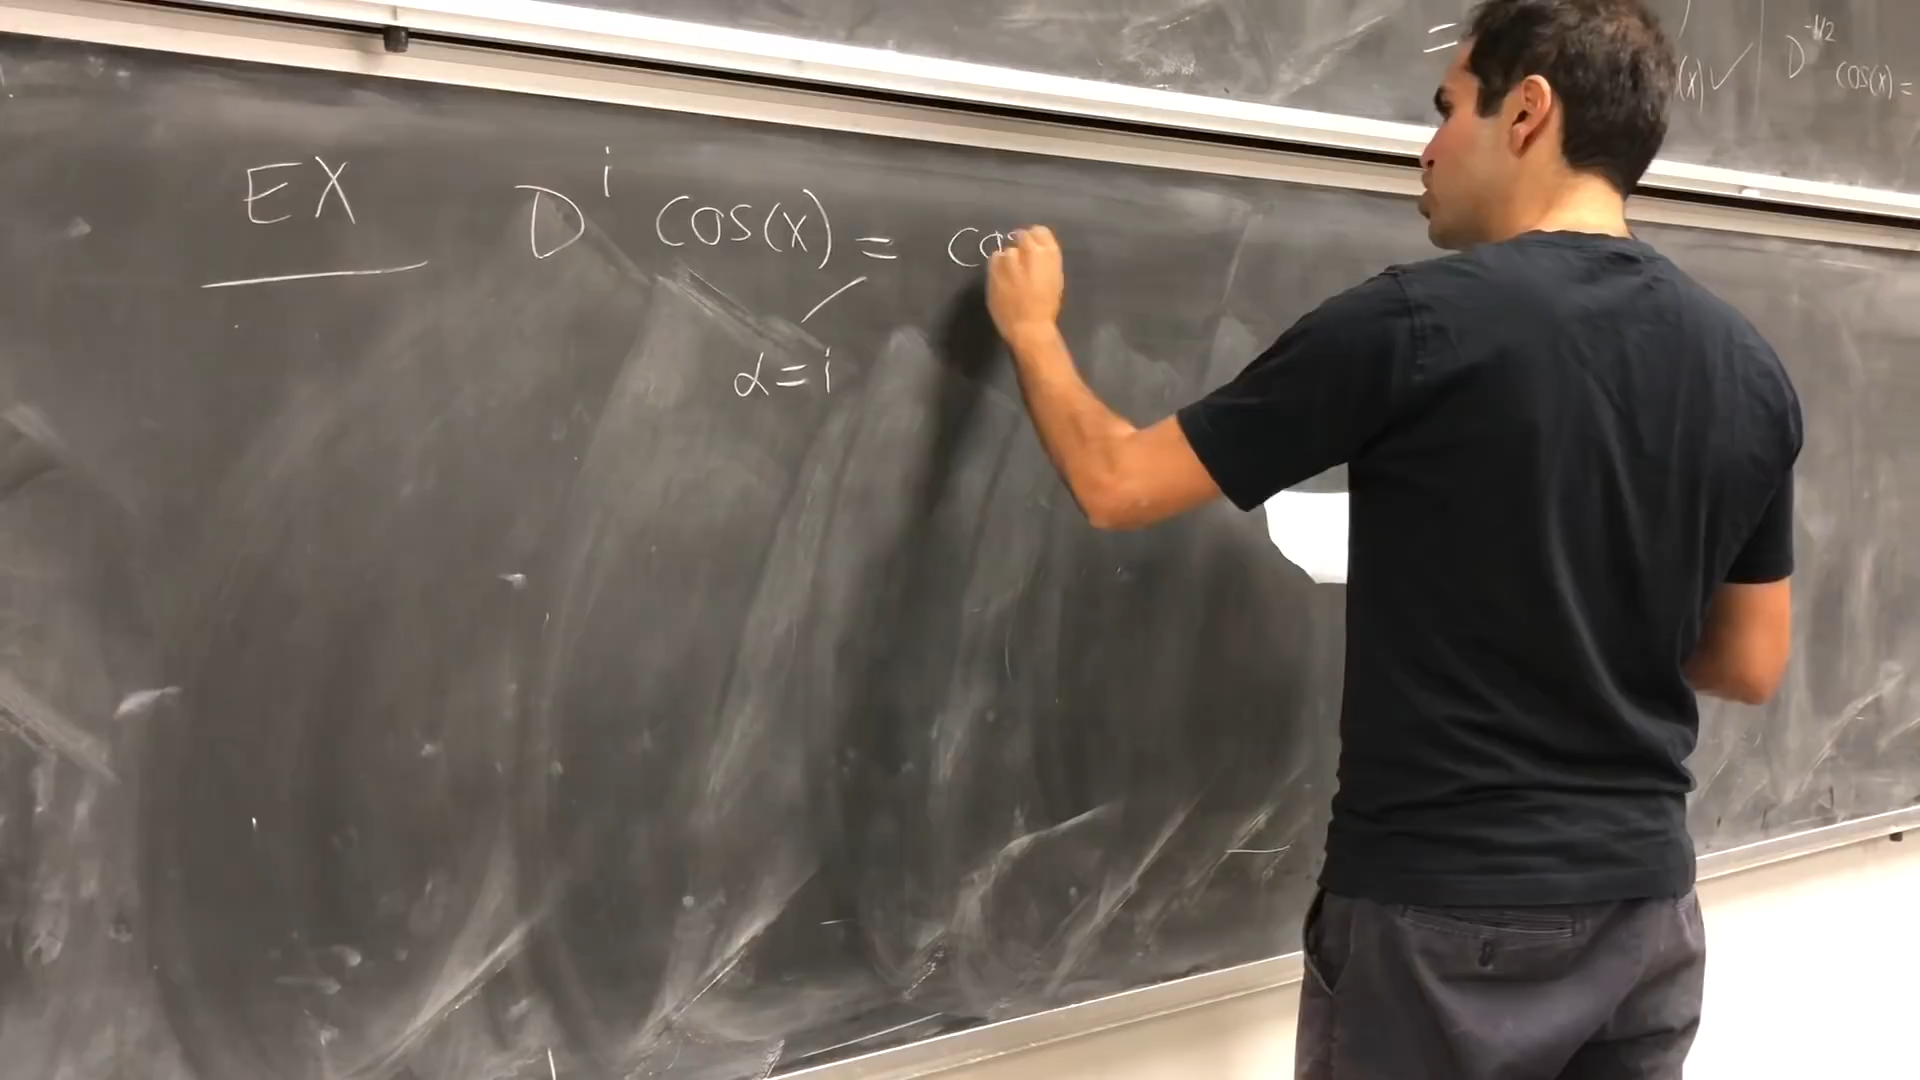 =
(x) ✓
D^-1/2 cos(x) =
EX
D^i cos(x) = cos
α = i